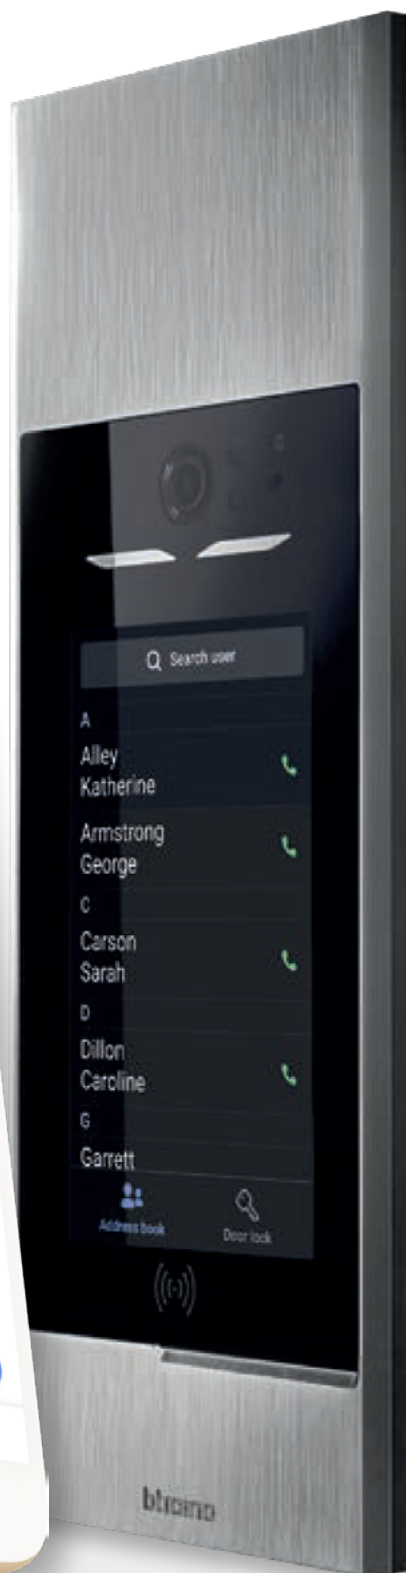 Search user
A
Alley
Katherine
Armstrong
George
C
Carson
Sarah
D
Dillon
Caroline
G
Garrett
Address book
Door lock
bticino